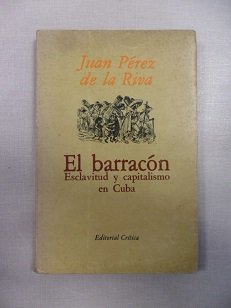 Juan Pérez
de la Riva
El barracón
Esclavitud y capitalismo
en Cuba
Editorial Crítica